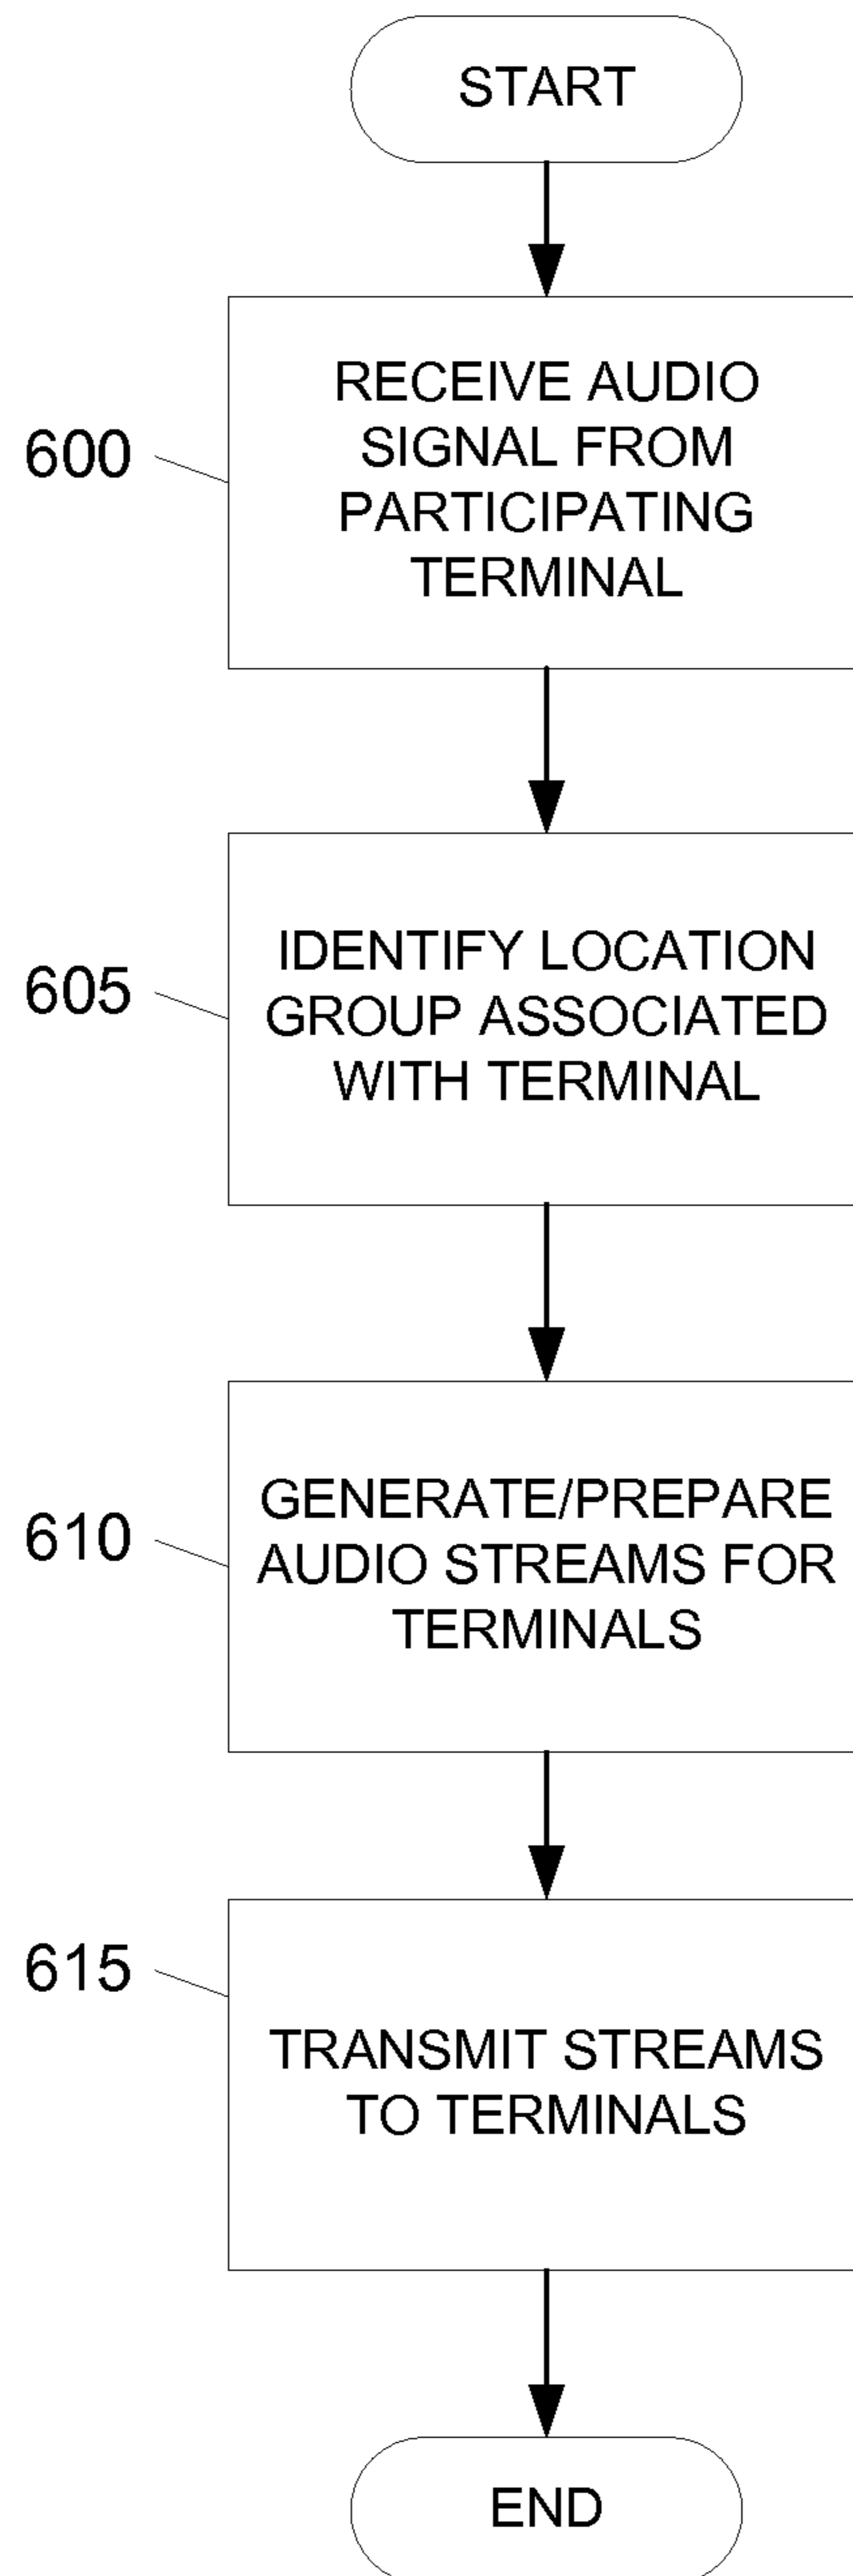 START
600
RECEIVE AUDIO
SIGNAL FROM
PARTICIPATING
TERMINAL
605
IDENTIFY LOCATION
GROUP ASSOCIATED
WITH TERMINAL
610
GENERATE/PREPARE
AUDIO STREAMS FOR
TERMINALS
615
TRANSMIT STREAMS
TO TERMINALS
END